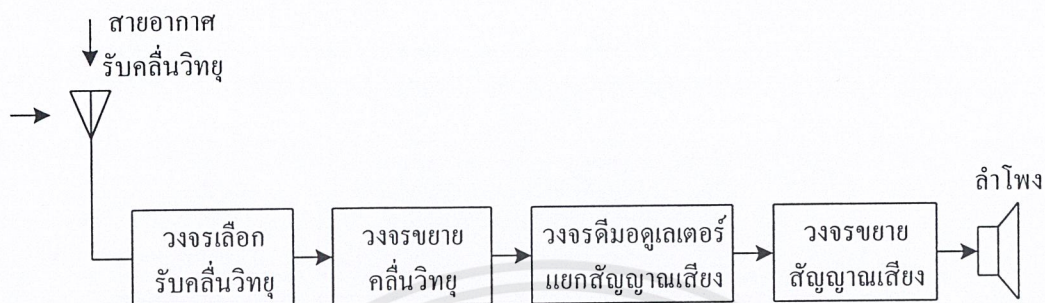 สายอากาศ
รับคลื่นวิทยุ
ลำโพง
วงจรเลือก
รับคลื่นวิทยุ
วงจรขยาย
คลื่นวิทยุ
วงจรดีมอดูเลเตอร์
แยกสัญญาณเสียง
วงจรขยาย
สัญญาณเสียง